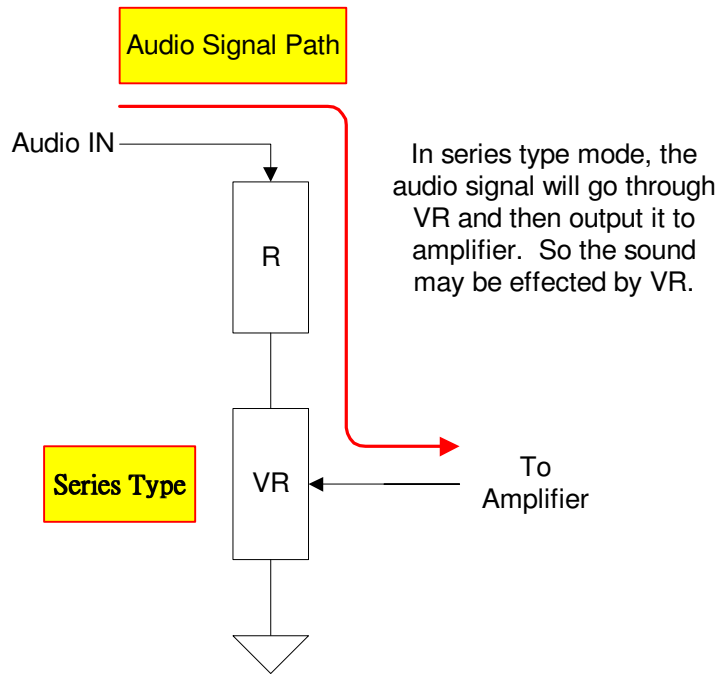 Audio Signal Path
Audio IN
In series type mode, the
audio signal will go through
VR and then output it to
amplifier.  So the sound
may be effected by VR.
R
Series Type
VR
To
Amplifier